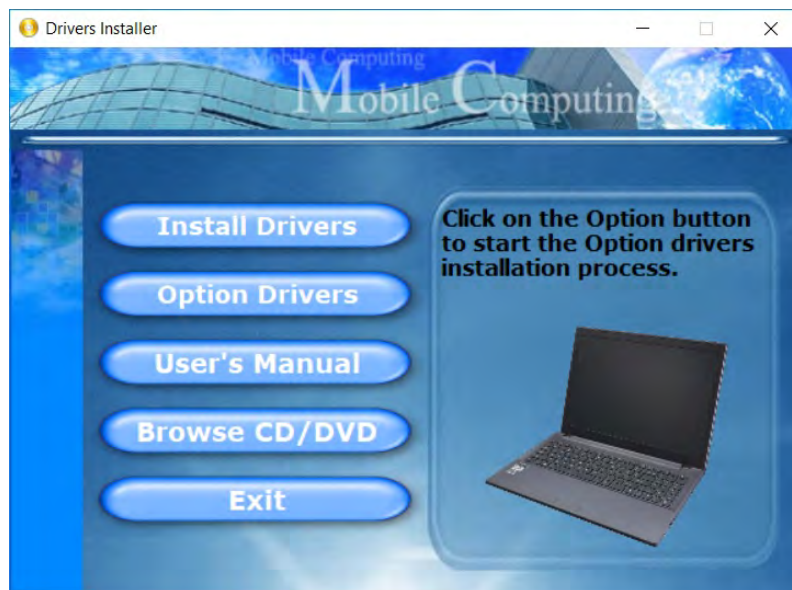 Drivers Installer
Mobile Computing
Mobile Computing
Install Drivers
Option Drivers
User's Manual
Browse CD/DVD
Exit
Click on the Option button
to start the Option drivers
installation process.